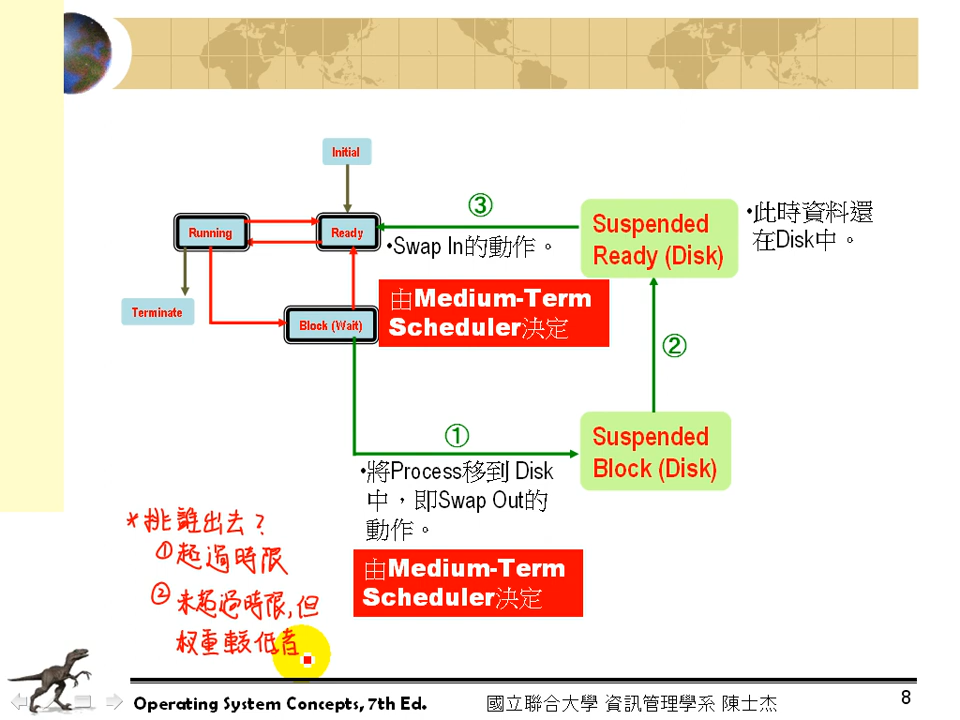 Initial
③
Suspended
Ready (Disk)
•此時資料還
在Disk中。
Running
Ready
•Swap In的動作。
Terminate
Block (Wait)
由Medium-Term
Scheduler決定
②
①
Suspended
Block (Disk)
•將Process移到 Disk
中，即Swap Out的
動作。
由Medium-Term
Scheduler決定
*挑誰出去?
①超過時限
②未超過時限,但
权重較低者
Operating System Concepts, 7th Ed.
國立聯合大學 資訊管理學系 陳士杰
8